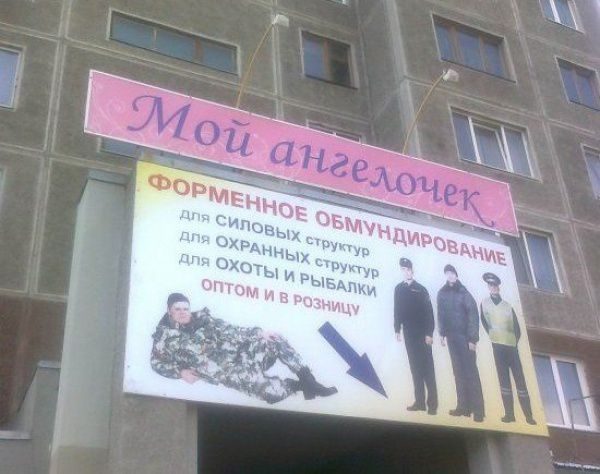 Мой ангелочек
ФОРМЕННОЕ ОБМУНДИРОВАНИЕ
для СИЛОВЫХ структур
для ОХРАННЫХ структур
для ОХОТЫ И РЫБАЛКИ
ОПТОМ И В РОЗНИЦУ